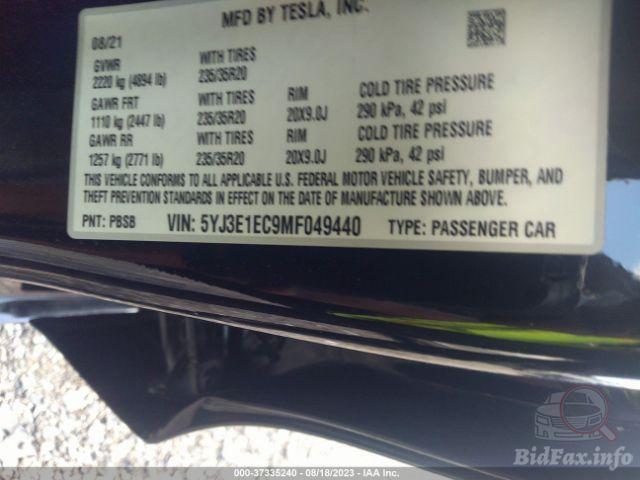 MFD BY TESLA, INC.
08/21
GVWR WITH TIRES
2220 kg (4894 lb) 235/35R20
GAWR FRT WITH TIRES RIM COLD TIRE PRESSURE
1110 kg (2447 lb) 235/35R20 20X9.0J 290 kPa, 42 psi
GAWR RR WITH TIRES RIM COLD TIRE PRESSURE
1257 kg (2771 lb) 235/35R20 20X9.0J 290 kPa, 42 psi
THIS VEHICLE CONFORMS TO ALL APPLICABLE U.S. FEDERAL MOTOR VEHICLE SAFETY, BUMPER, AND
THEFT PREVENTION STANDARDS IN EFFECT ON THE DATE OF MANUFACTURE SHOWN ABOVE.
PNT: PBSB VIN: 5YJ3E1EC9MF049440 TYPE: PASSENGER CAR
BidFax.info
000-37335240 - 08/18/2023 - IAA Inc.